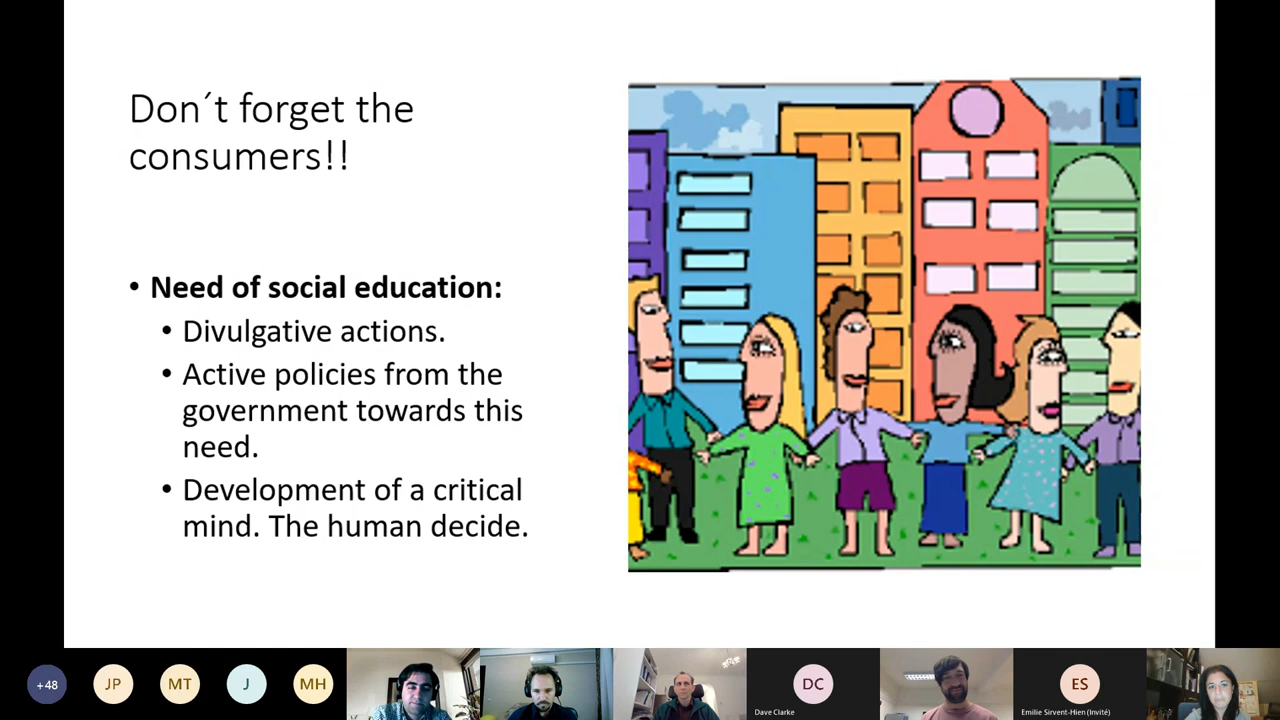 Don´t forget the
consumers!!
• Need of social education:
• Divulgative actions.
• Active policies from the
government towards this
need.
• Development of a critical
mind. The human decide.
+48
JP
MT
J
MH
DC
Dave Clarke
ES
Emilie Sirvent-Hien (Invité)